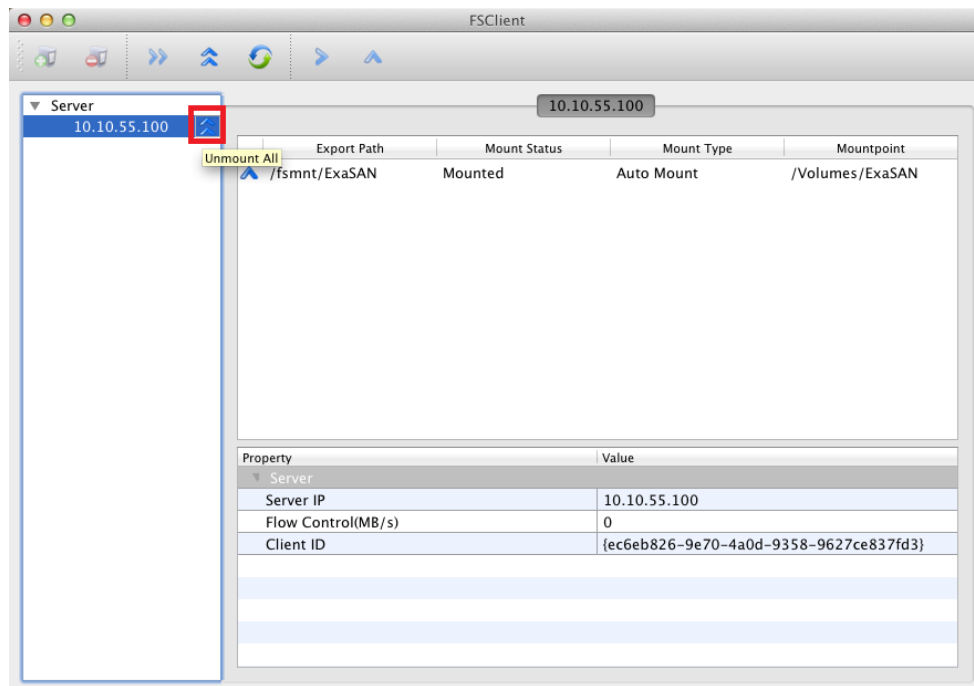 FSClient
Server
10.10.55.100
10.10.55.100
Unmount All
Export Path Mount Status Mount Type Mountpoint
/fsmnt/ExaSAN Mounted Auto Mount /Volumes/ExaSAN
Property Value
Server
Server IP 10.10.55.100
Flow Control(MB/s) 0
Client ID {ec6eb826-9e70-4a0d-9358-9627ce837fd3}